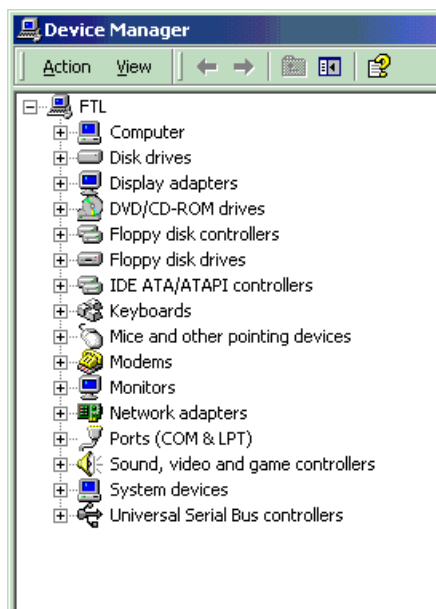 Device Manager
Action View
FTL
Computer
Disk drives
Display adapters
DVD/CD-ROM drives
Floppy disk controllers
Floppy disk drives
IDE ATA/ATAPI controllers
Keyboards
Mice and other pointing devices
Modems
Monitors
Network adapters
Ports (COM & LPT)
Sound, video and game controllers
System devices
Universal Serial Bus controllers